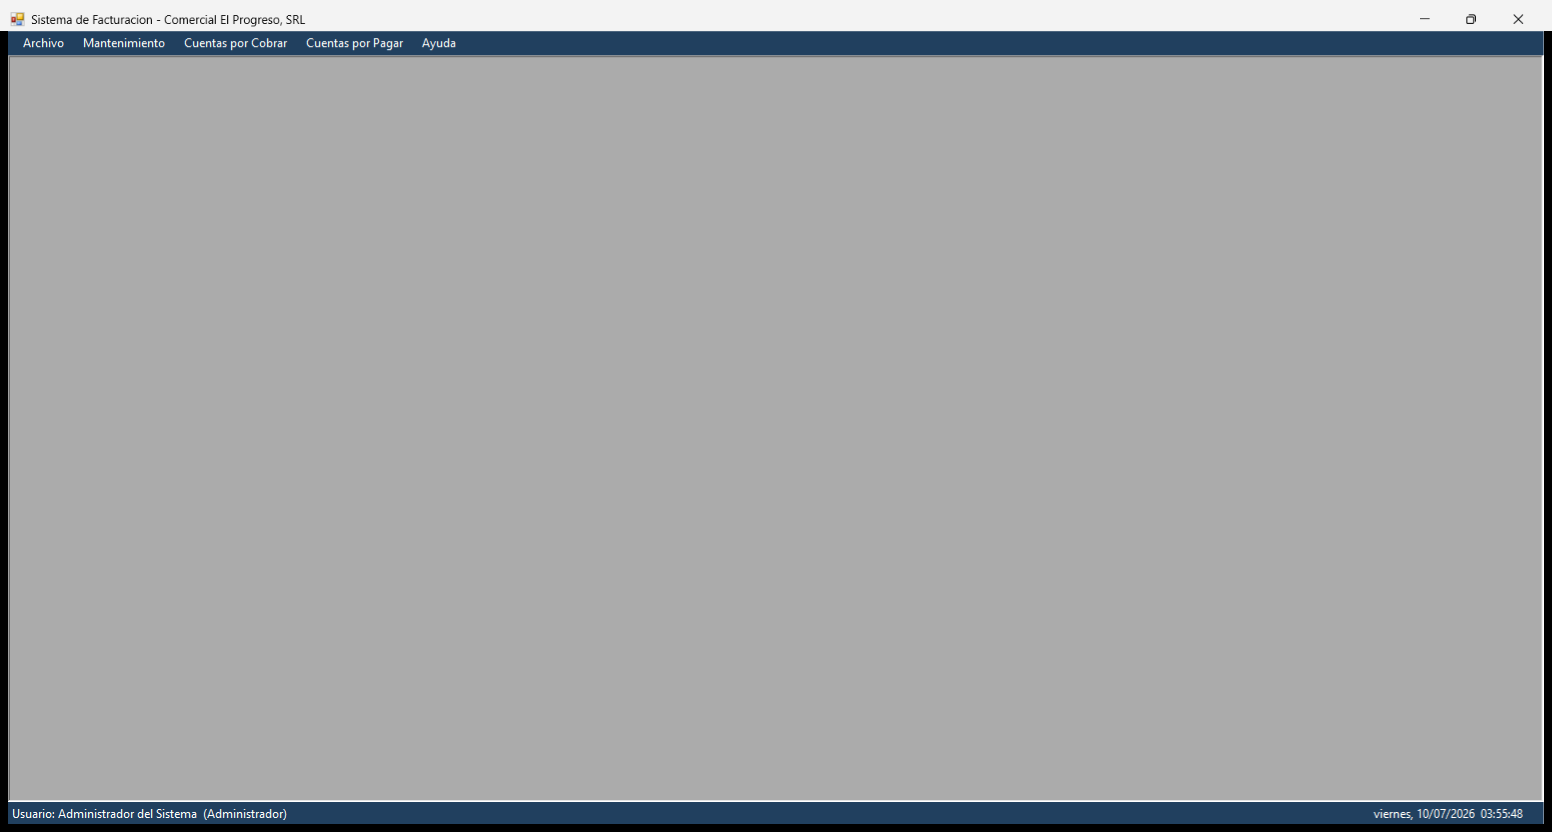 Sistema de Facturacion - Comercial El Progreso, SRL
Archivo Mantenimiento Cuentas por Cobrar Cuentas por Pagar Ayuda
Usuario: Administrador del Sistema (Administrador) viernes, 10/07/2026 03:55:48